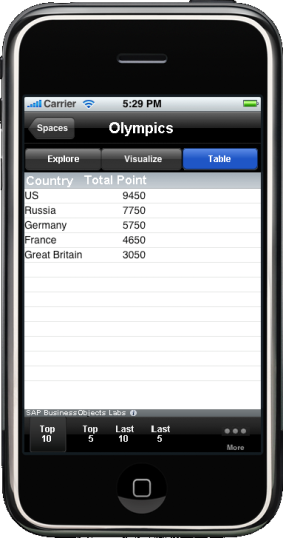 Carrier 5:29 PM
Spaces Olympics
Explore Visualize Table
Country Total Point
US 9450
Russia 7750
Germany 5750
France 4650
Great Britain 3050
SAP BusinessObjects Labs
Top 10 Top 5 Last 10 Last 5 More